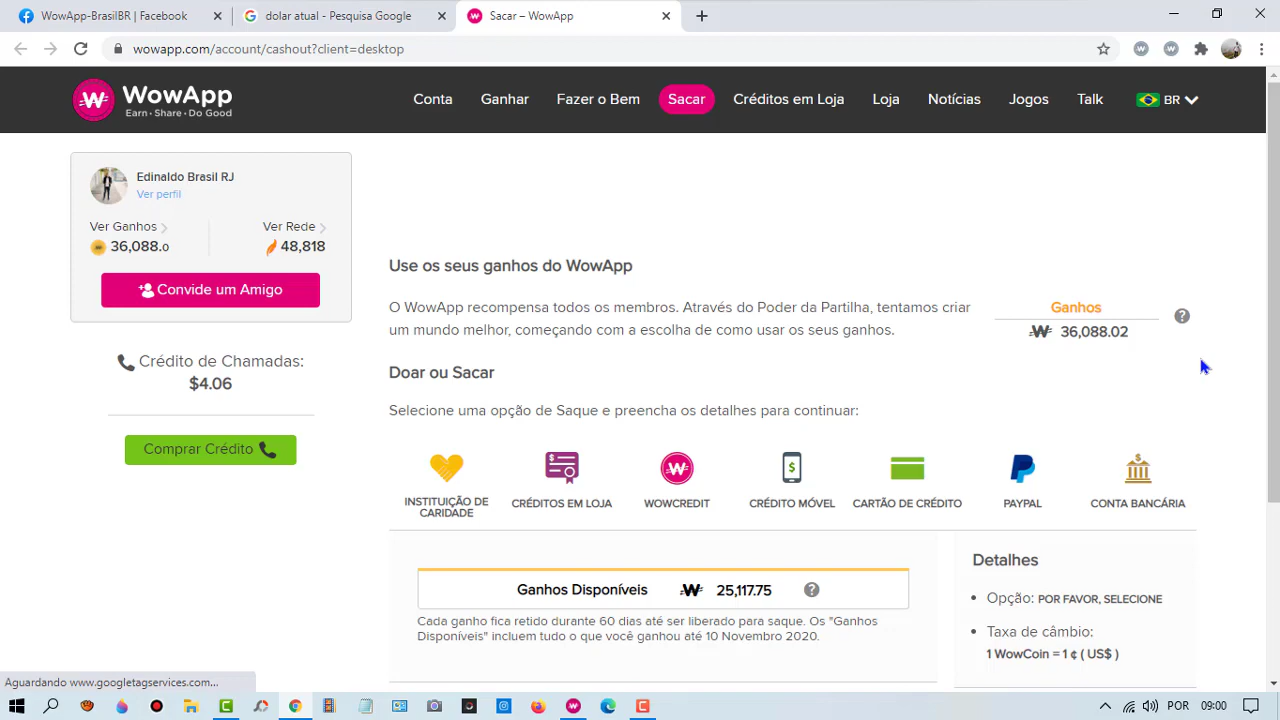 WowApp-BrasilBR | Facebook
dolar atual - Pesquisa Google
Sacar – WowApp
wowapp.com/account/cashout?client=desktop
WowApp
Earn • Share • Do Good
Conta
Ganhar
Fazer o Bem
Sacar
Créditos em Loja
Loja
Notícias
Jogos
Talk
BR
Edinaldo Brasil RJ
Ver perfil
Ver Ganhos
Ver Rede
36,088.0
48,818
Convide um Amigo
Crédito de Chamadas:
$4.06
Comprar Crédito
Use os seus ganhos do WowApp
O WowApp recompensa todos os membros. Através do Poder da Partilha, tentamos criar
um mundo melhor, começando com a escolha de como usar os seus ganhos.
Ganhos
36,088.02
Doar ou Sacar
Selecione uma opção de Saque e preencha os detalhes para continuar:
INSTITUIÇÃO DE
CARIDADE
CRÉDITOS EM LOJA
WOWCREDIT
CRÉDITO MÓVEL
CARTÃO DE CRÉDITO
PAYPAL
CONTA BANCÁRIA
Ganhos Disponíveis
25,117.75
Cada ganho fica retido durante 60 dias até ser liberado para saque. Os "Ganhos
Disponíveis" incluem tudo o que você ganhou até 10 Novembro 2020.
Detalhes
• Opção: POR FAVOR, SELECIONE
• Taxa de câmbio:
1 WowCoin = 1 ¢ ( US$ )
Aguardando www.googletagservices.com...
POR
09:00